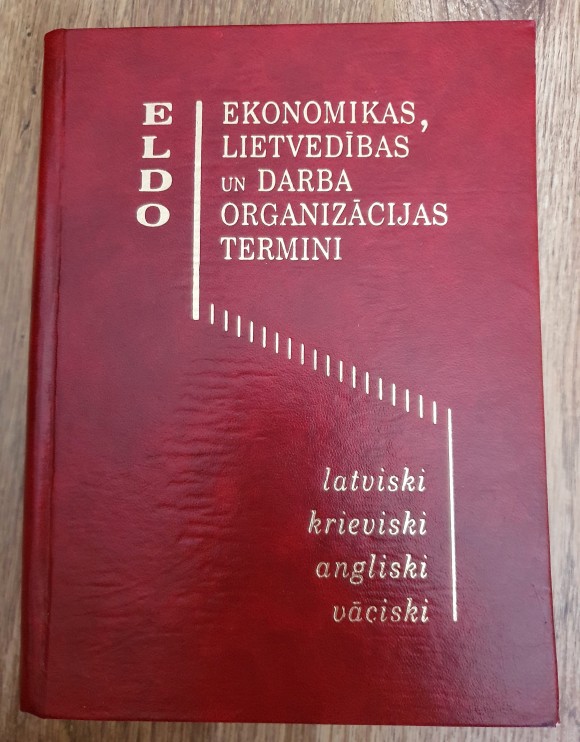 ELDO
EKONOMIKAS,
LIETVEDĪBAS
UN DARBA
ORGANIZĀCIJAS
TERMINI
latviski
krieviski
angliski
vāciski